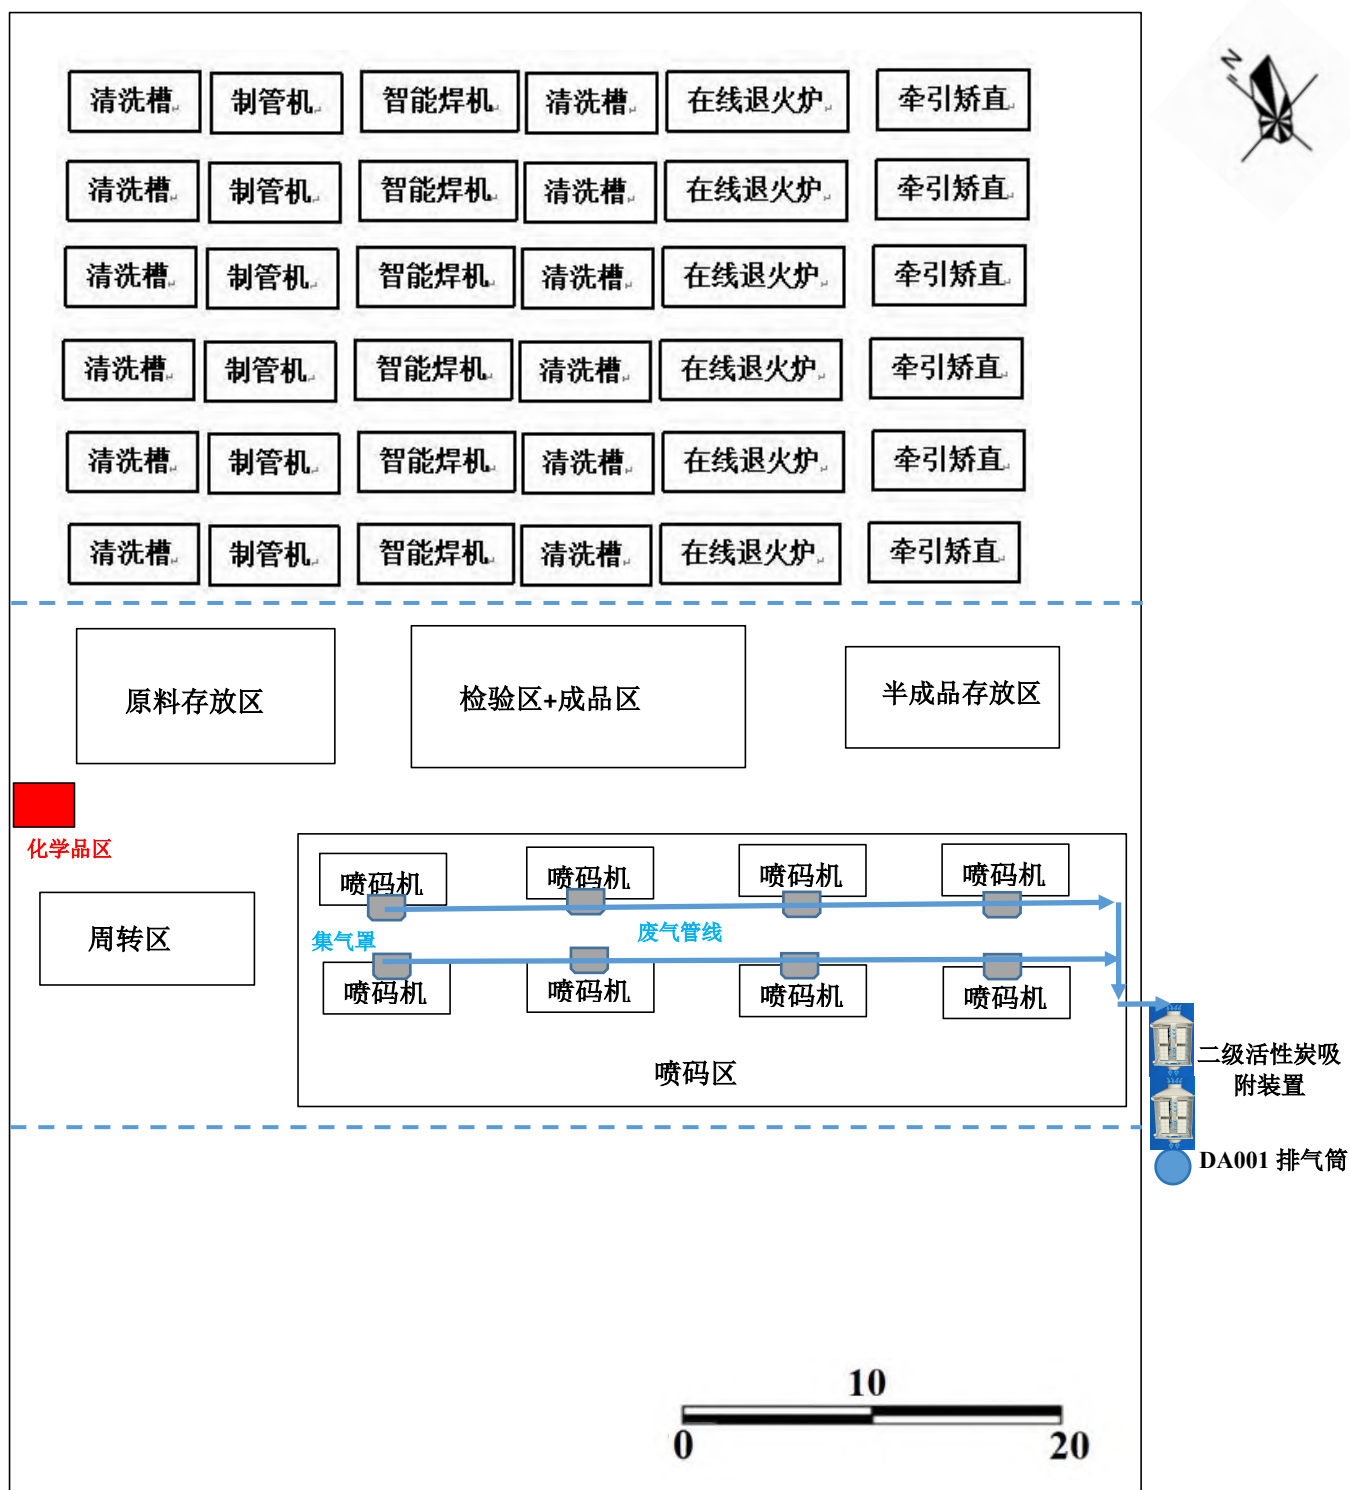 N
清洗槽 制管机 智能焊机 清洗槽 在线退火炉 牵引矫直
清洗槽 制管机 智能焊机 清洗槽 在线退火炉 牵引矫直
清洗槽 制管机 智能焊机 清洗槽 在线退火炉 牵引矫直
清洗槽 制管机 智能焊机 清洗槽 在线退火炉 牵引矫直
清洗槽 制管机 智能焊机 清洗槽 在线退火炉 牵引矫直
清洗槽 制管机 智能焊机 清洗槽 在线退火炉 牵引矫直
原料存放区 检验区+成品区 半成品存放区
化学品区
喷码机 喷码机 喷码机 喷码机
周转区 集气罩 废气管线
喷码机 喷码机 喷码机 喷码机
喷码区
二级活性炭吸
附装置
DA001 排气筒
10
0 20